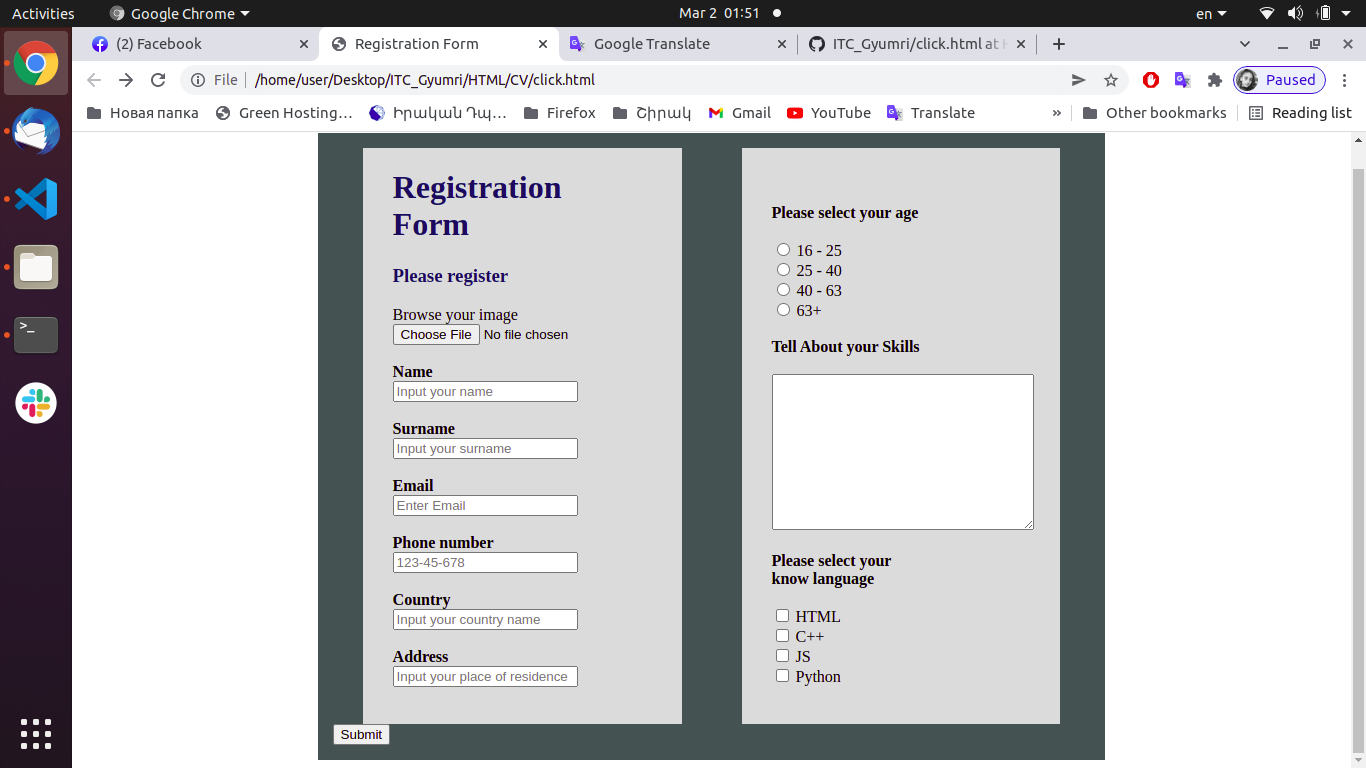 Activities
Google Chrome
Mar 2 01:51
en
(2) Facebook
Registration Form
Google Translate
ITC_Gyumri/click.html at
File
/home/user/Desktop/ITC_Gyumri/HTML/CV/click.html
Paused
Новая папка
Green Hosting…
Իրական Դպ…
Firefox
Շիրակ
Gmail
YouTube
Translate
»
Other bookmarks
Reading list
Registration
Form
Please register
Browse your image
Choose File No file chosen
Name
Input your name
Surname
Input your surname
Email
Enter Email
Phone number
123-45-678
Country
Input your country name
Address
Input your place of residence
Please select your age
16 - 25
25 - 40
40 - 63
63+
Tell About your Skills
Please select your
know language
HTML
C++
JS
Python
Submit